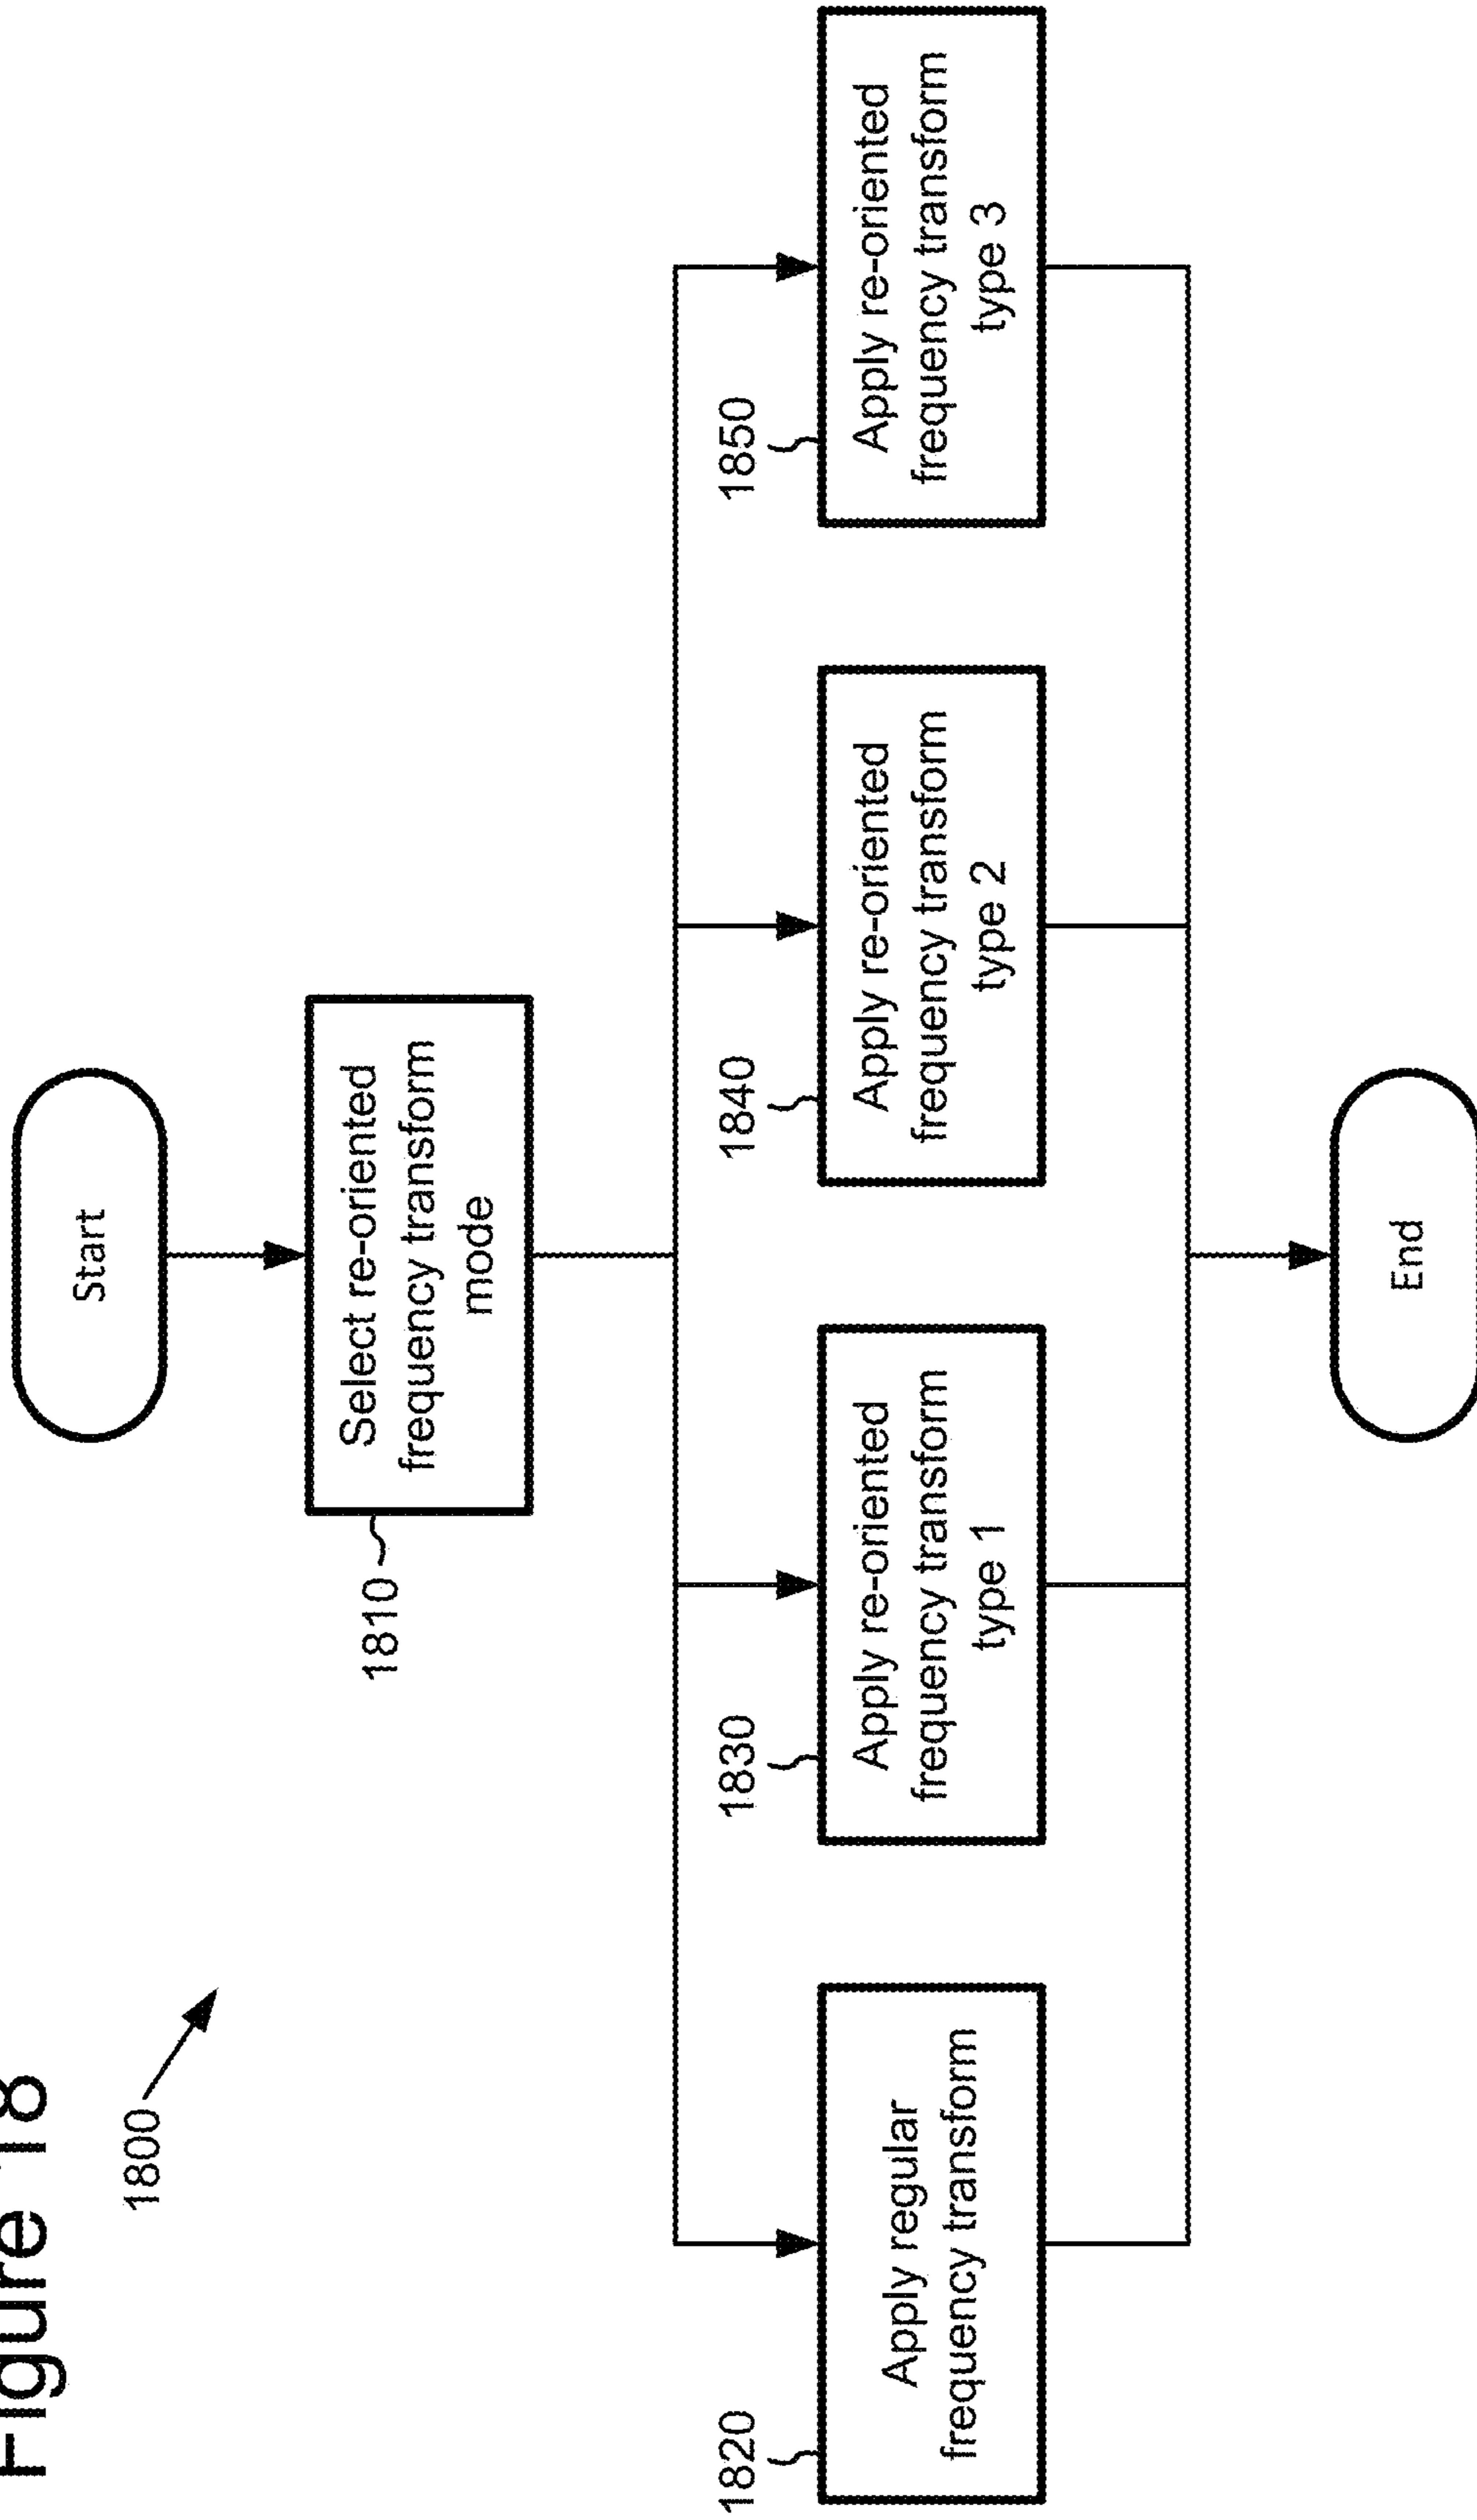 Figure 18
1800
Start
1810
Select re-oriented
frequency transform
mode
1820
Apply regular
frequency transform
1830
Apply re-oriented
frequency transform
type 1
1840
Apply re-oriented
frequency transform
type 2
1850
Apply re-oriented
frequency transform
type 3
End